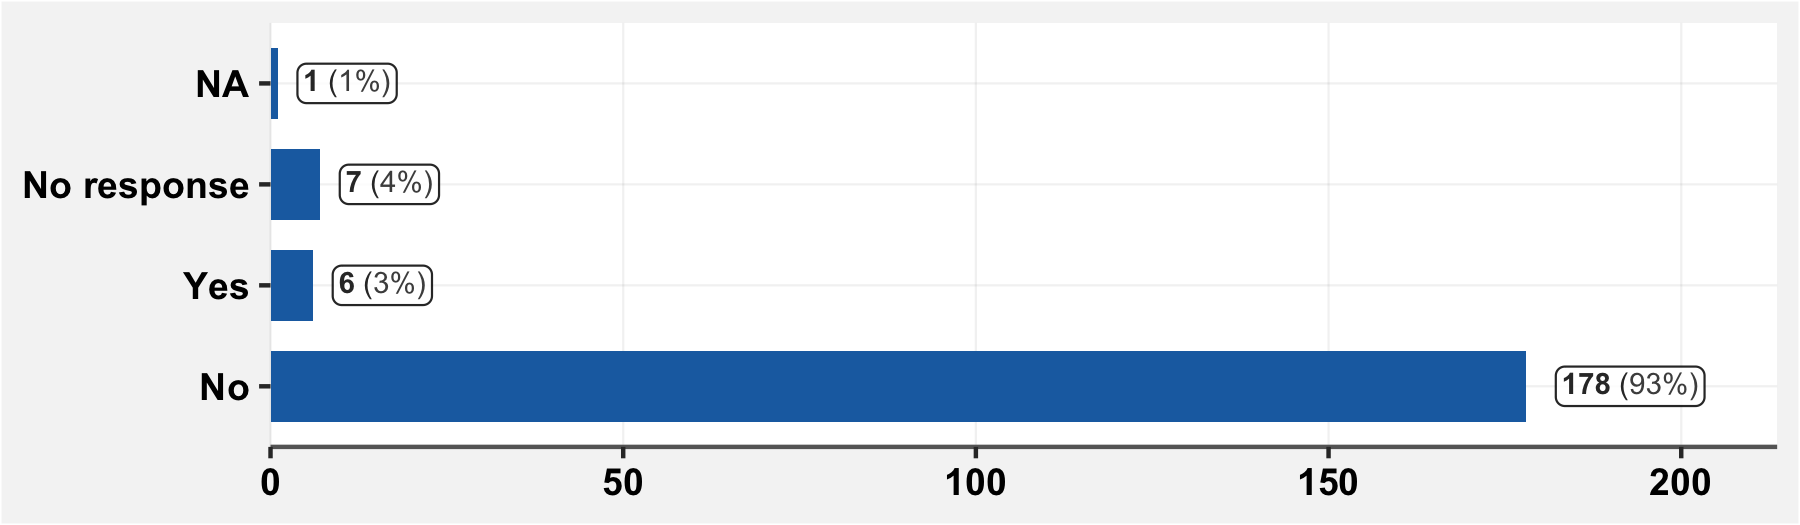 NA 1 (1%)
No response 7 (4%)
Yes 6 (3%)
No 178 (93%)
0 50 100 150 200